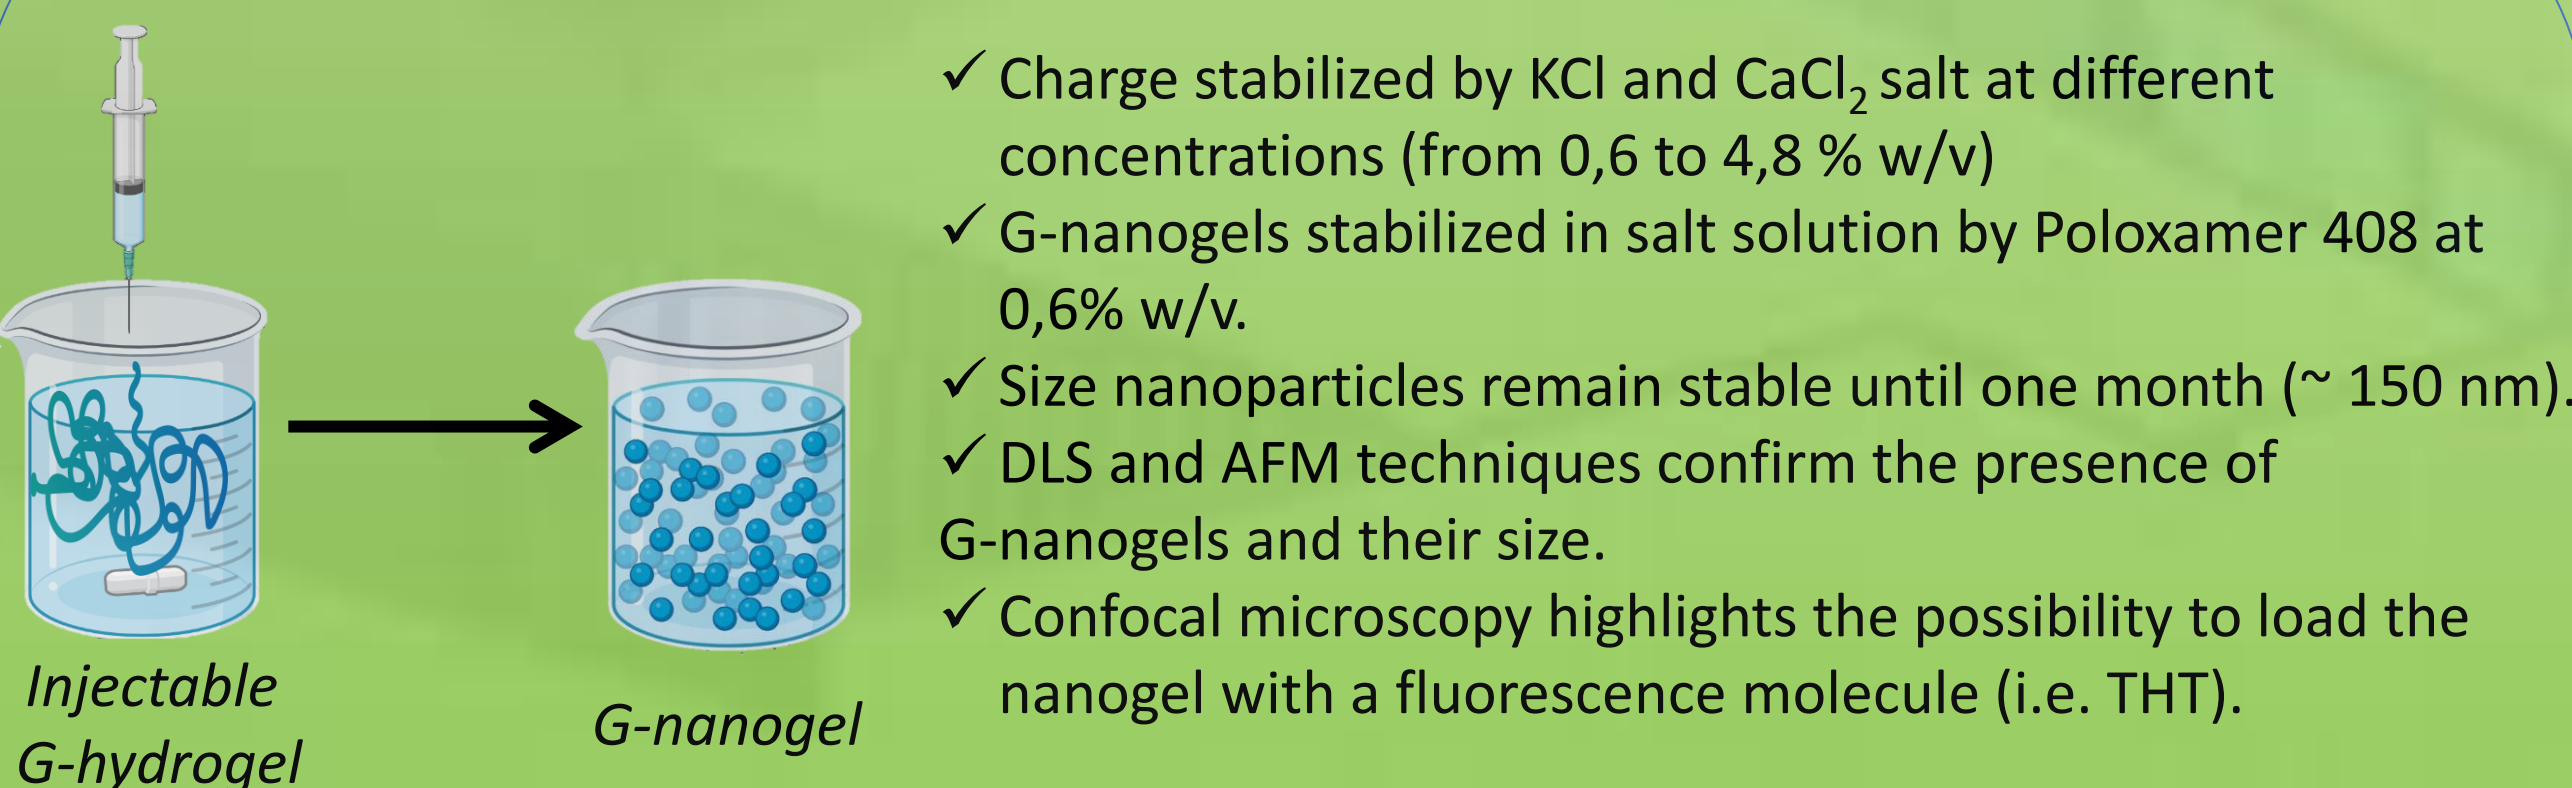 ✓ Charge stabilized by KCl and CaCl₂ salt at different
concentrations (from 0,6 to 4,8 % w/v)
✓ G-nanogels stabilized in salt solution by Poloxamer 408 at
0,6% w/v.
✓ Size nanoparticles remain stable until one month (~ 150 nm).
✓ DLS and AFM techniques confirm the presence of
G-nanogels and their size.
✓ Confocal microscopy highlights the possibility to load the
nanogel with a fluorescence molecule (i.e. THT).
Injectable
G-hydrogel
G-nanogel